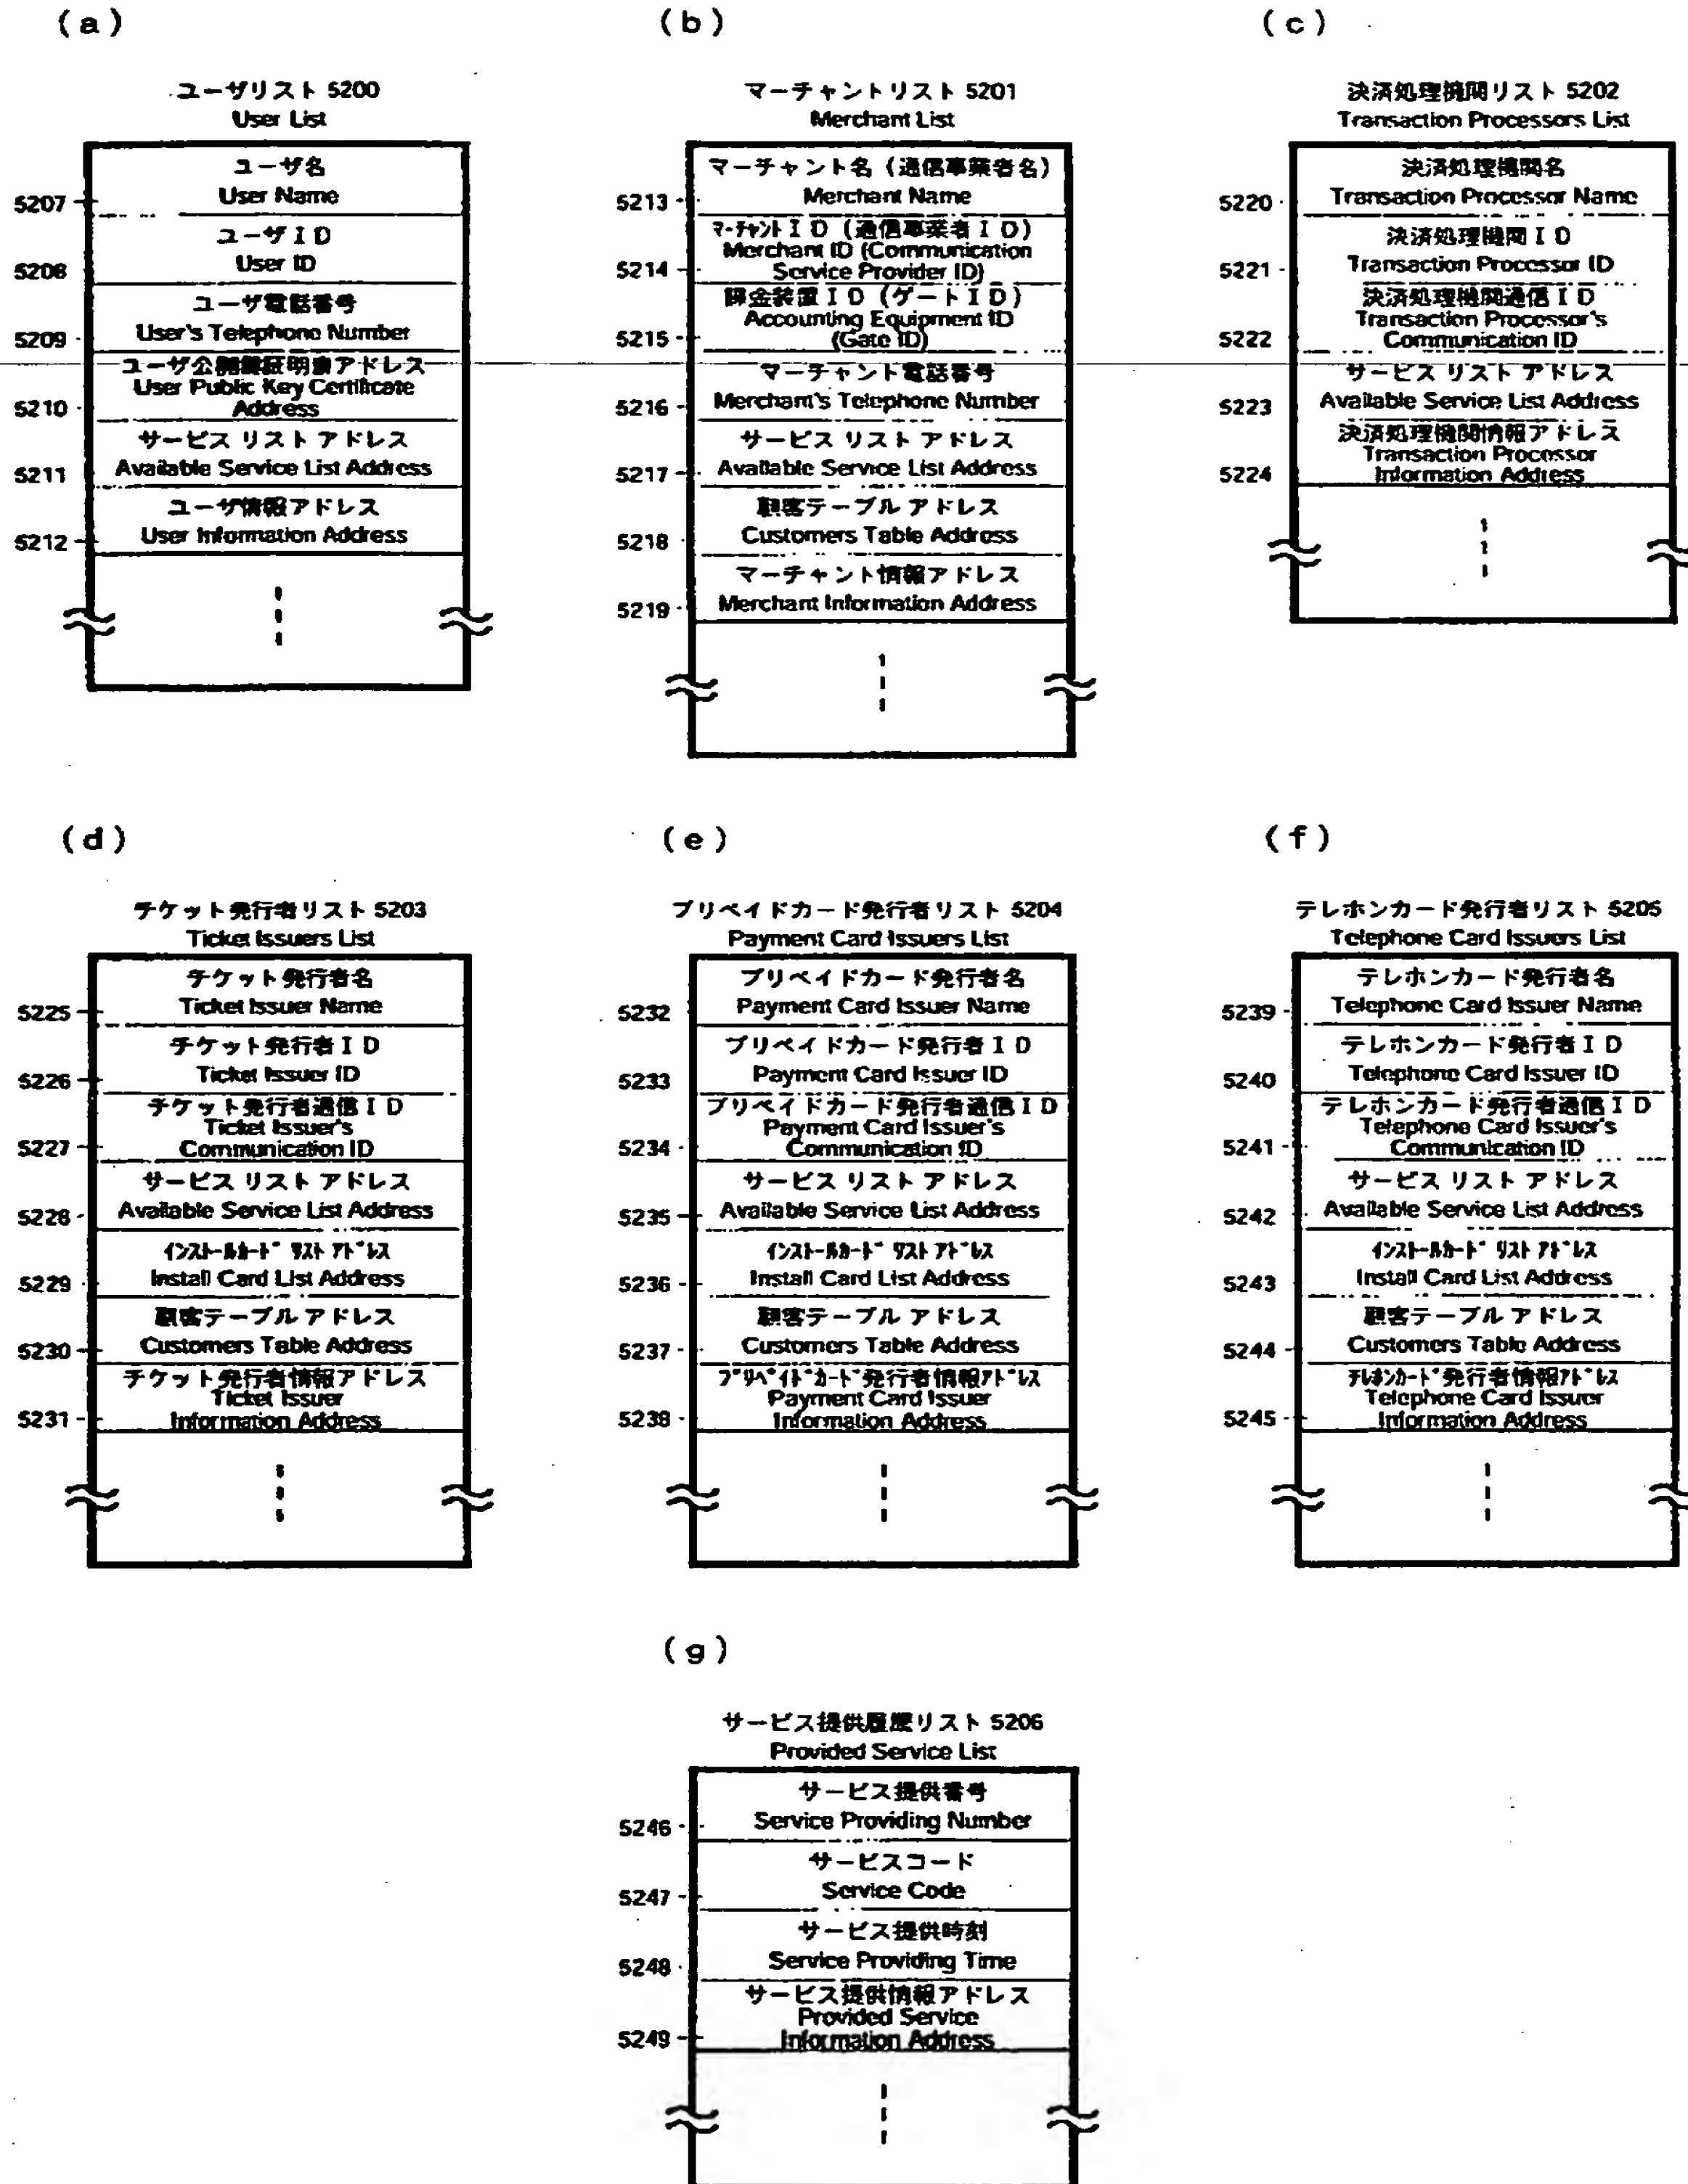 (a)
ユーザリスト 5200
User List
ユーザ名
User Name
5207
ユーザID
User ID
5208
ユーザ電話番号
User's Telephone Number
5209
ユーザ公開鍵証明書アドレス
User Public Key Certificate
Address
5210
サービス リスト アドレス
Available Service List Address
5211
ユーザ情報アドレス
User Information Address
5212
(b)
マーチャントリスト 5201
Merchant List
マーチャント名(通信事業者名)
Merchant Name
5213
マーチャントID(通信事業者ID)
Merchant ID (Communication
Service Provider ID)
5214
課金装置ID(ゲートID)
Accounting Equipment ID
(Gate ID)
5215
マーチャント電話番号
Merchant's Telephone Number
5216
サービス リスト アドレス
Available Service List Address
5217
顧客テーブル アドレス
Customers Table Address
5218
マーチャント情報アドレス
Merchant Information Address
5219
(c)
決済処理機関リスト 5202
Transaction Processors List
決済処理機関名
Transaction Processor Name
5220
決済処理機関ID
Transaction Processor ID
5221
決済処理機関通信ID
Transaction Processor's
Communication ID
5222
サービス リスト アドレス
Available Service List Address
5223
決済処理機関情報アドレス
Transaction Processor
Information Address
5224
(d)
チケット発行者リスト 5203
Ticket Issuers List
チケット発行者名
Ticket Issuer Name
5225
チケット発行者ID
Ticket Issuer ID
5226
チケット発行者通信ID
Ticket Issuer's
Communication ID
5227
サービス リスト アドレス
Available Service List Address
5228
インストールカード リスト アドレス
Install Card List Address
5229
顧客テーブル アドレス
Customers Table Address
5230
チケット発行者情報アドレス
Ticket Issuer
Information Address
5231
(e)
プリペイドカード発行者リスト 5204
Payment Card Issuers List
プリペイドカード発行者名
Payment Card Issuer Name
5232
プリペイドカード発行者ID
Payment Card Issuer ID
5233
プリペイドカード発行者通信ID
Payment Card Issuer's
Communication ID
5234
サービス リスト アドレス
Available Service List Address
5235
インストールカード リスト アドレス
Install Card List Address
5236
顧客テーブル アドレス
Customers Table Address
5237
プリペイドカード発行者情報アドレス
Payment Card Issuer
Information Address
5238
(f)
テレホンカード発行者リスト 5205
Telephone Card Issuers List
テレホンカード発行者名
Telephone Card Issuer Name
5239
テレホンカード発行者ID
Telephone Card Issuer ID
5240
テレホンカード発行者通信ID
Telephone Card Issuer's
Communication ID
5241
サービス リスト アドレス
Available Service List Address
5242
インストールカード リスト アドレス
Install Card List Address
5243
顧客テーブル アドレス
Customers Table Address
5244
テレホンカード発行者情報アドレス
Telephone Card Issuer
Information Address
5245
(g)
サービス提供履歴リスト 5206
Provided Service List
サービス提供番号
Service Providing Number
5246
サービスコード
Service Code
5247
サービス提供時刻
Service Providing Time
5248
サービス提供情報アドレス
Provided Service
Information Address
5249